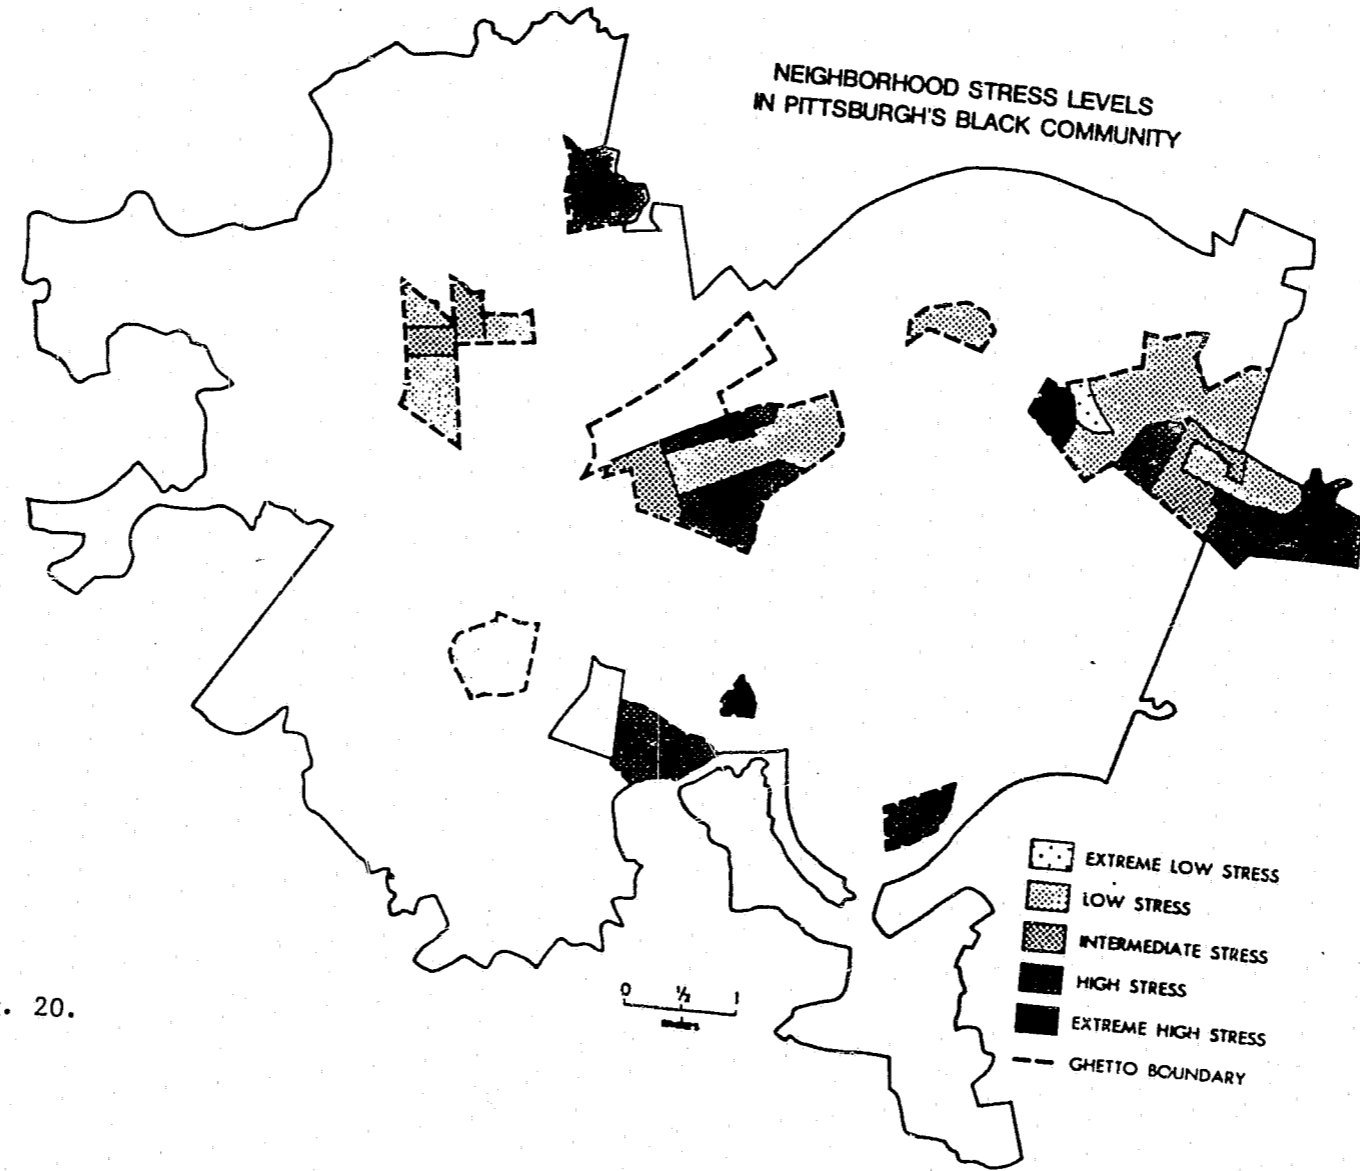 NEIGHBORHOOD STRESS LEVELS
IN PITTSBURGH'S BLACK COMMUNITY
EXTREME LOW STRESS
LOW STRESS
INTERMEDIATE STRESS
HIGH STRESS
EXTREME HIGH STRESS
GHETTO BOUNDARY
0 ½ 1
. 20.